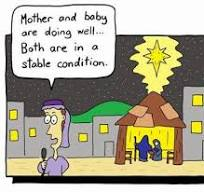 Mother and baby
are doing well...
Both are in a
stable condition.